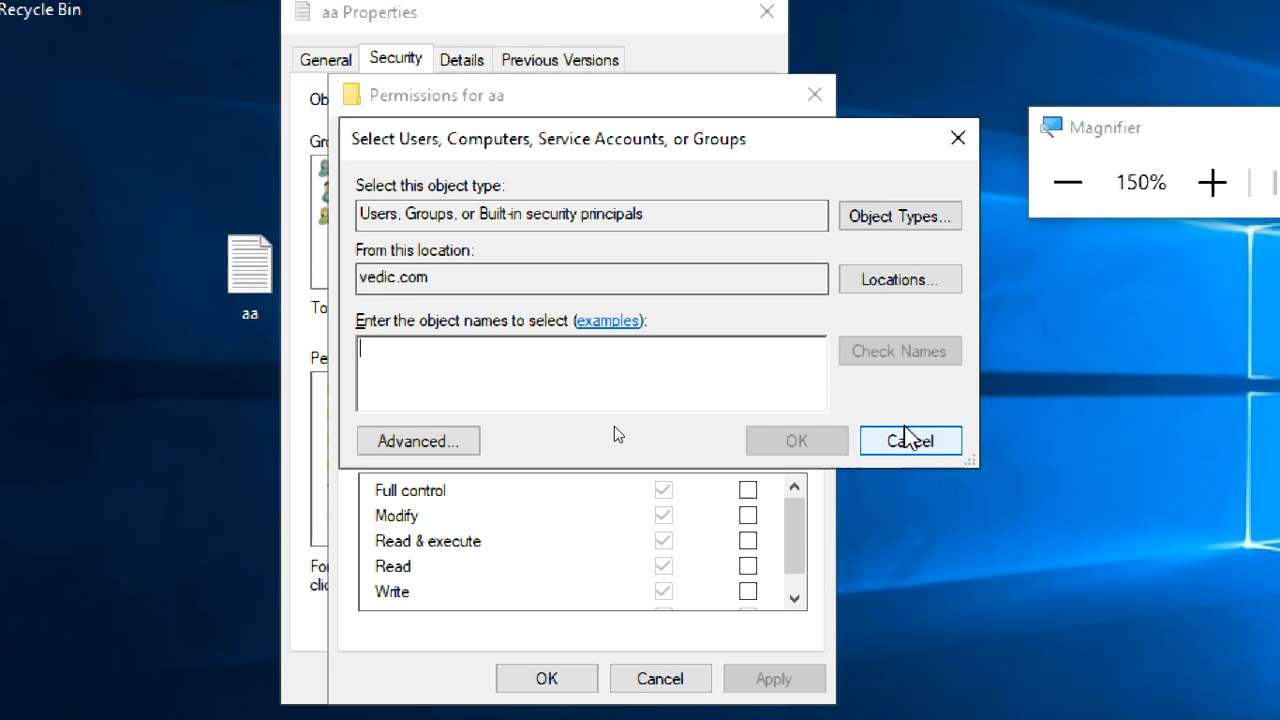 Recycle Bin
aa Properties
General
Security
Details
Previous Versions
Permissions for aa
Magnifier
Select Users, Computers, Service Accounts, or Groups
Select this object type:
Users, Groups, or Built-in security principals
Object Types...
150%
From this location:
vedic.com
Locations...
aa
Enter the object names to select (examples):
Check Names
Advanced...
OK
Cancel
Full control
Modify
Read & execute
Read
Write
OK
Cancel
Apply